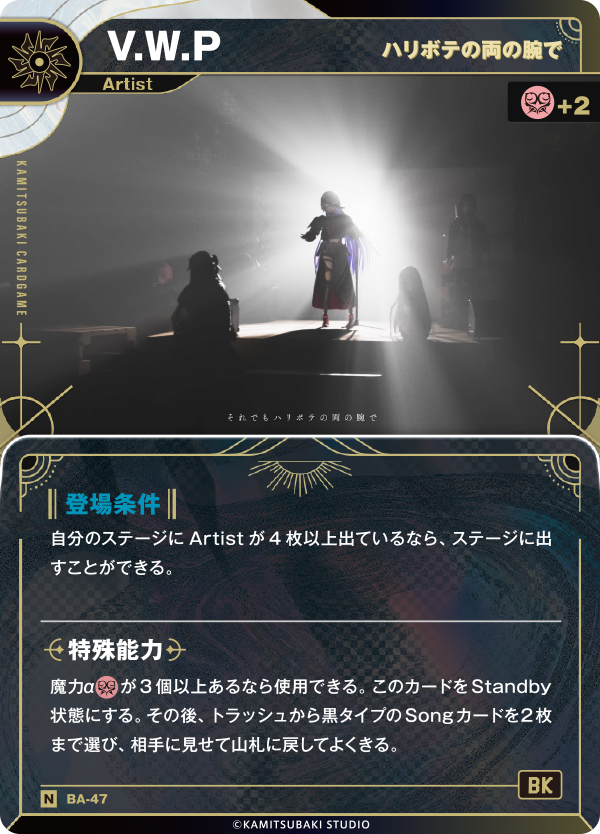 V.W.P
ハリボテの両の腕で
Artist
+2
KAMITSUBAKI CARDGAME
それでもハリボテの両の腕で
登場条件
自分のステージにArtistが4枚以上出ているなら、ステージに出
すことができる。
特殊能力
魔力αが3個以上あるなら使用できる。このカードをStandby
状態にする。その後、トラッシュから黒タイプのSongカードを2枚
まで選び、相手に見せて山札に戻してよくきる。
BK
N BA-47
©KAMITSUBAKI STUDIO